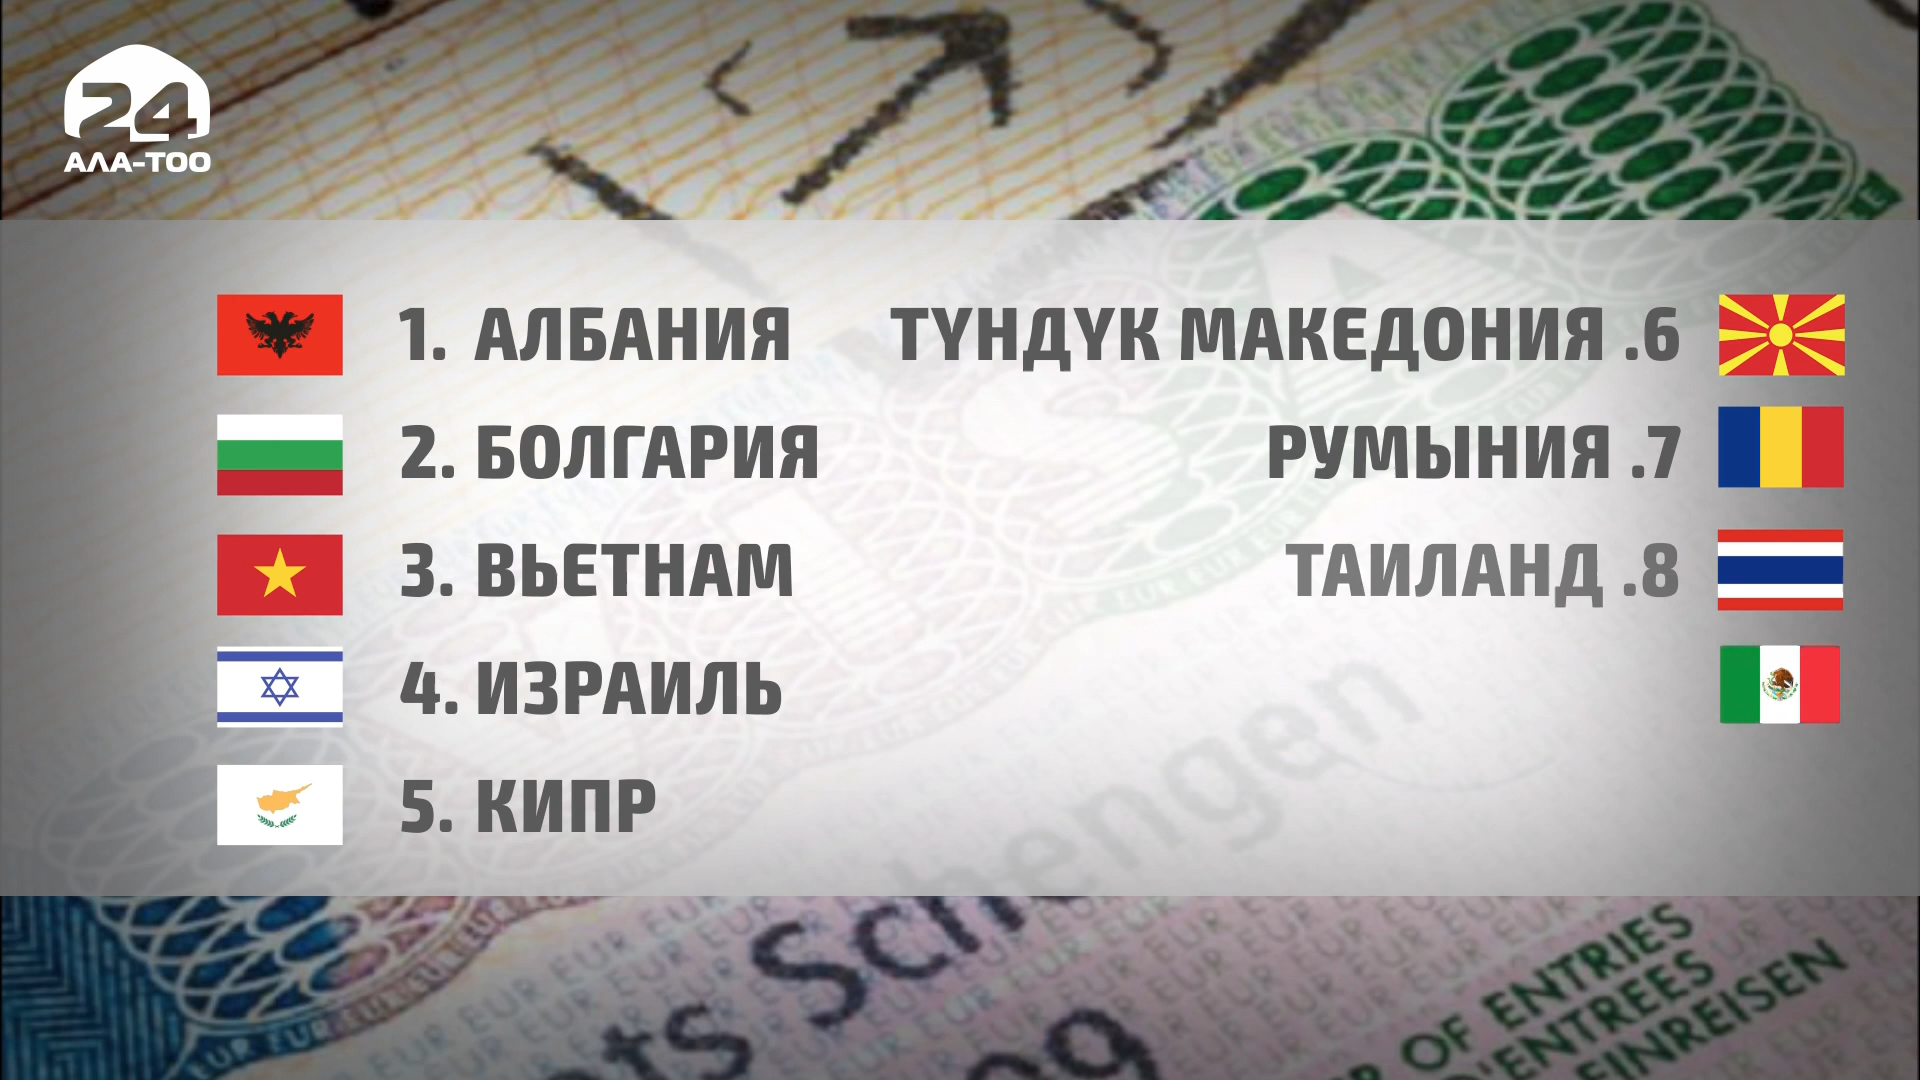 24
АЛА-ТОО
1. АЛБАНИЯ
2. БОЛГАРИЯ
3. ВЬЕТНАМ
4. ИЗРАИЛЬ
5. КИПР
ТҮНДҮК МАКЕДОНИЯ .6
РУМЫНИЯ .7
ТАИЛАНД .8
Schengen
OF ENTRIES
D'ENTREES
EINREISEN